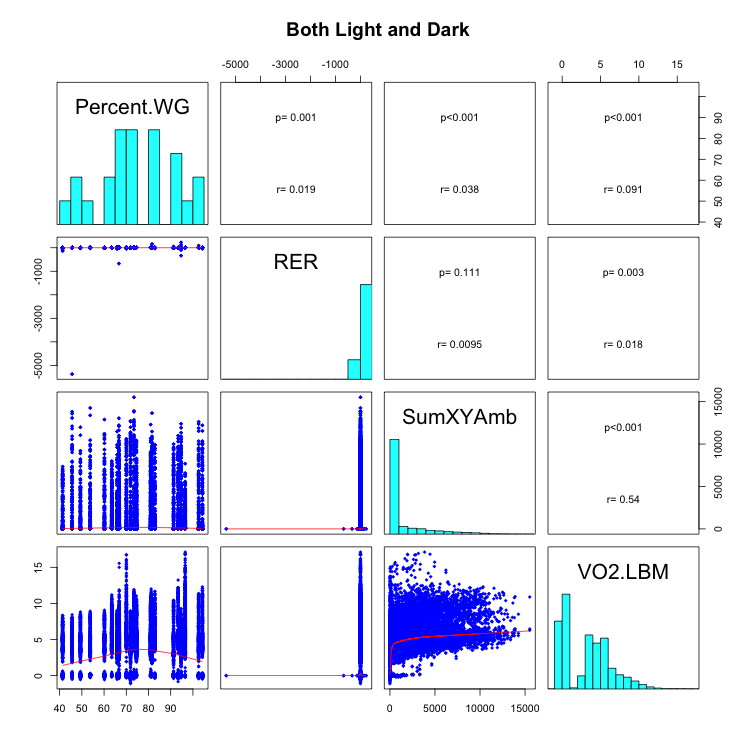 Both Light and Dark
-5000 -3000 -1000
0 5 10 15
Percent.WG
p= 0.001
r= 0.019
p<0.001
r= 0.038
p<0.001
r= 0.091
40 50 60 70 80 90
-5000 -3000 -1000
RER
p= 0.111
r= 0.0095
p= 0.003
r= 0.018
SumXYAmb
p<0.001
r= 0.54
0 5000 10000 15000
0 5 10 15
VO2.LBM
40 50 60 70 80 90
0 5000 10000 15000